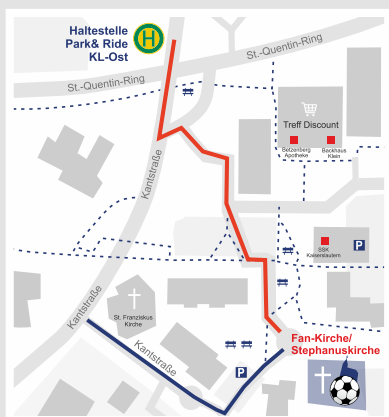 Haltestelle
Park& Ride
KL-Ost
H
St.-Quentin-Ring
St.-Quentin-Ring
Treff Discount
Betzenberg
Apotheke
Backhaus
Klein
Kantstraße
SSK
Kaiserslautern
P
Kantstraße
St. Franziskus
Kirche
Kantstraße
Fan-Kirche/
Stephanuskirche
P